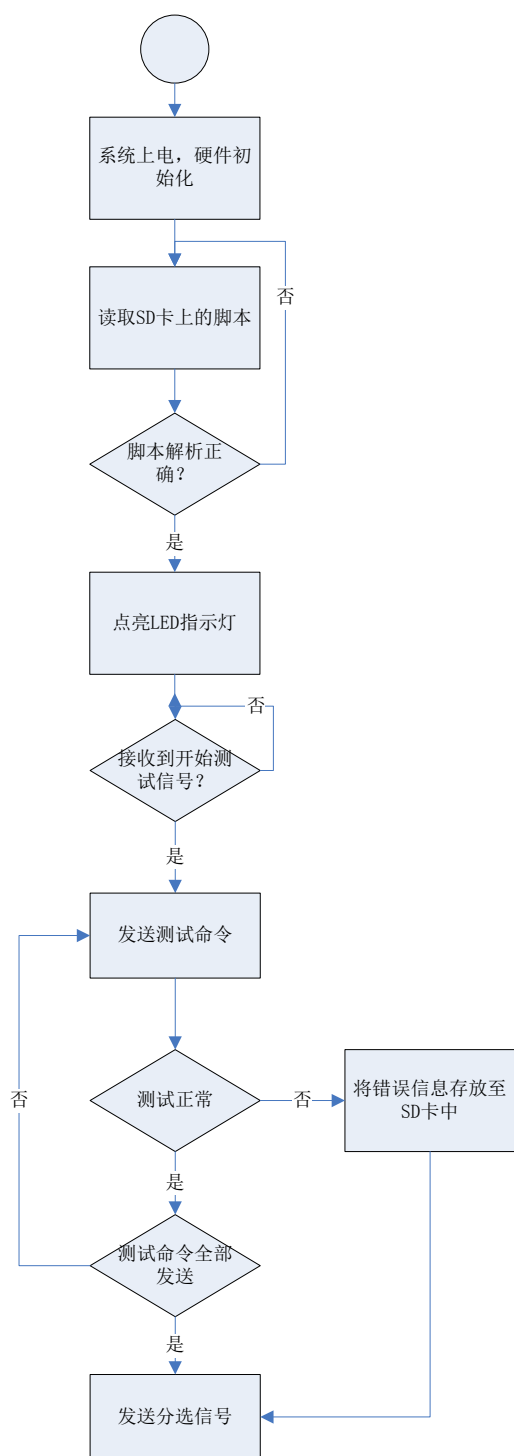 系统上电，硬件初
始化
否
读取SD卡上的脚本
脚本解析正
确？
是
点亮LED指示灯
否
接收到开始测
试信号？
是
发送测试命令
否
测试正常
否
将错误信息存放至
SD卡中
是
测试命令全部
发送
是
发送分选信号